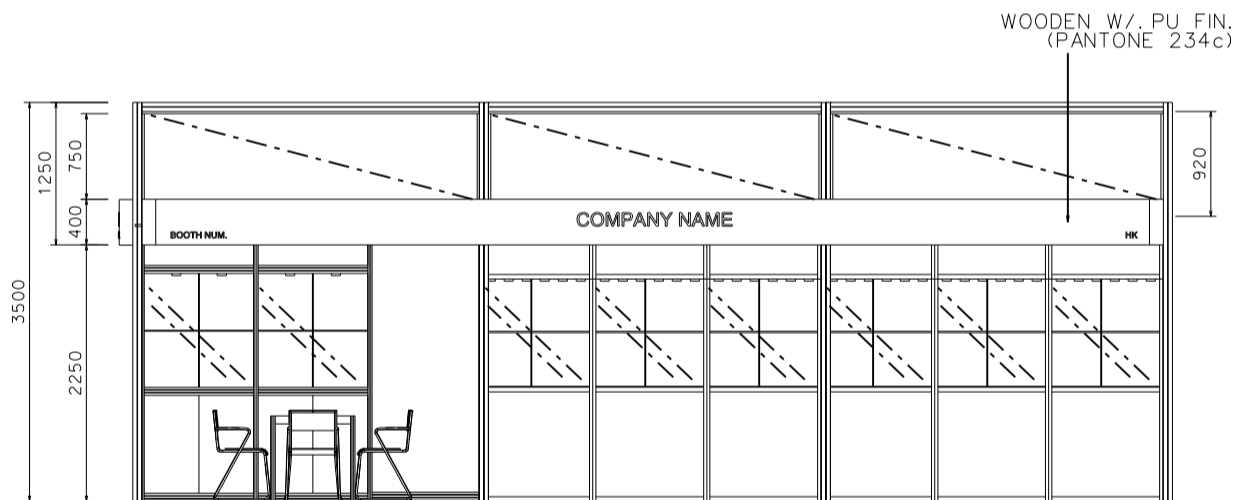 WOODEN W/. PU FIN.
(PANTONE 234c)
750
1250
920
400
COMPANY NAME
BOOTH NUM.
HK
3500
2250